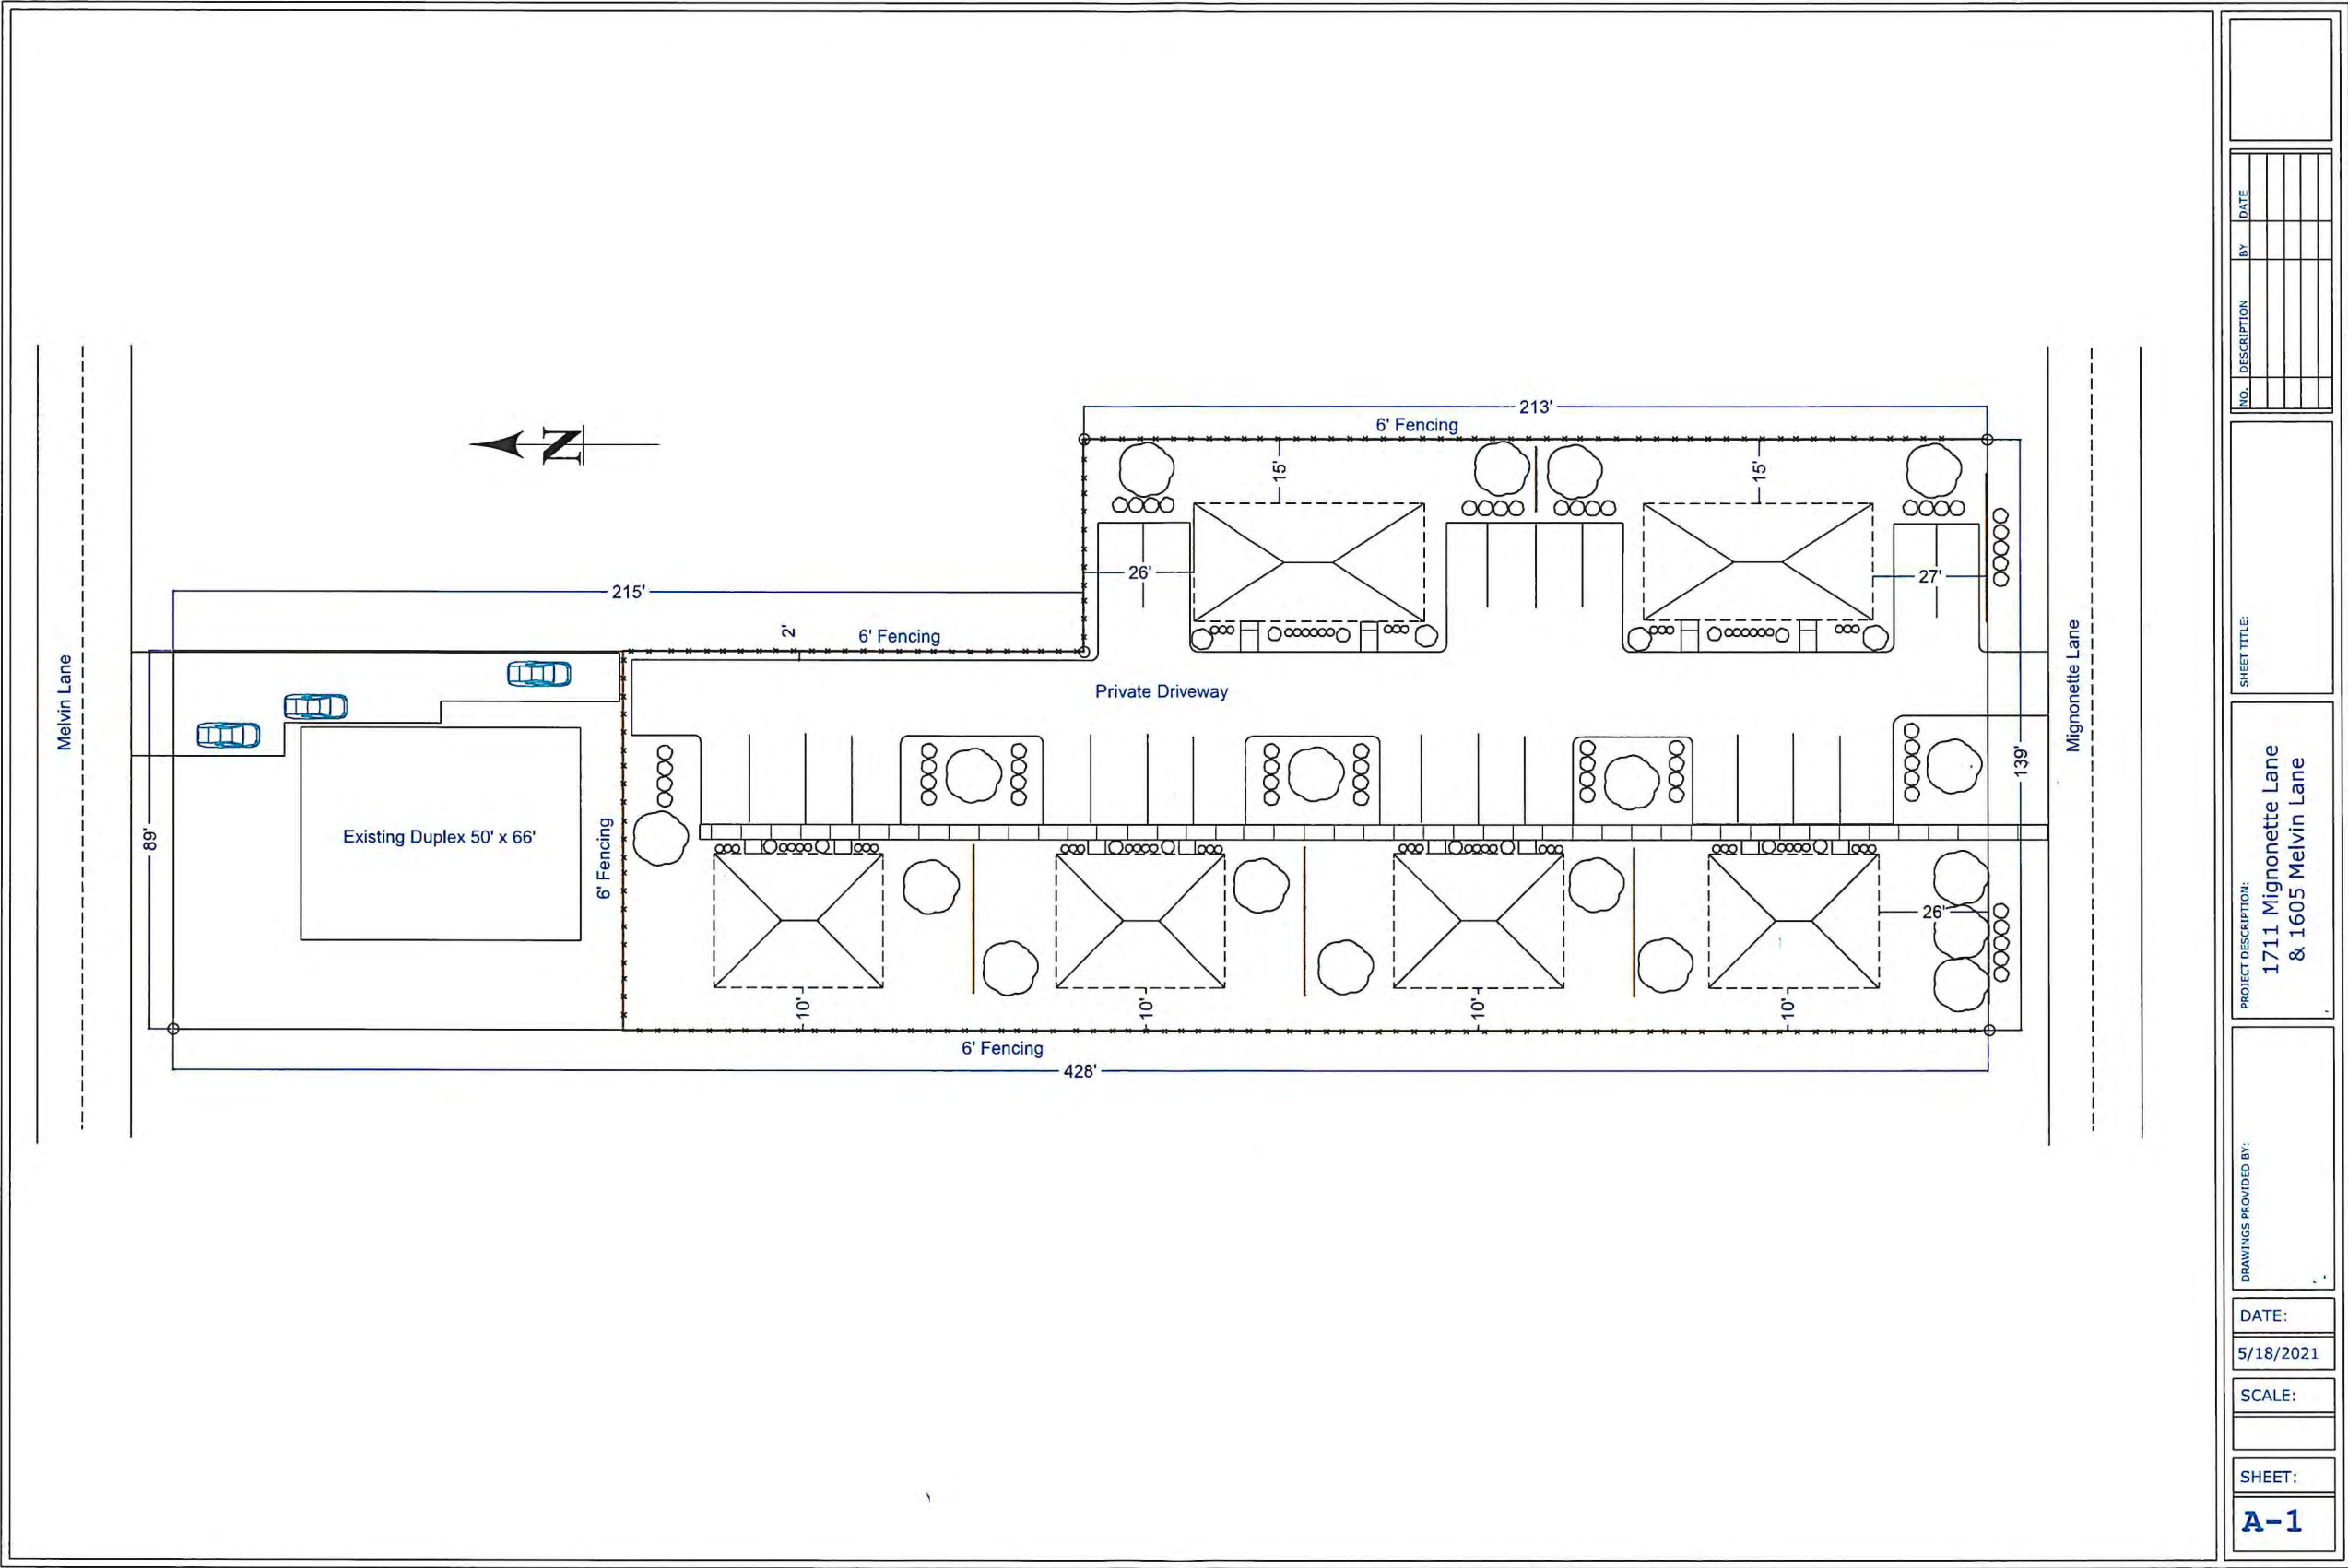 213'
6' Fencing
N
15'
15'
26'
27'
215'
2'
6' Fencing
Melvin Lane
Private Driveway
Mignonette Lane
139'
89'
Existing Duplex 50' x 66'
6' Fencing
26'
10'
10'
10'
10'
6' Fencing
428'
NO. DESCRIPTION BY DATE
SHEET TITLE:
PROJECT DESCRIPTION:
1711 Mignonette Lane
& 1605 Melvin Lane
DRAWINGS PROVIDED BY:
DATE:
5/18/2021
SCALE:
SHEET:
A-1